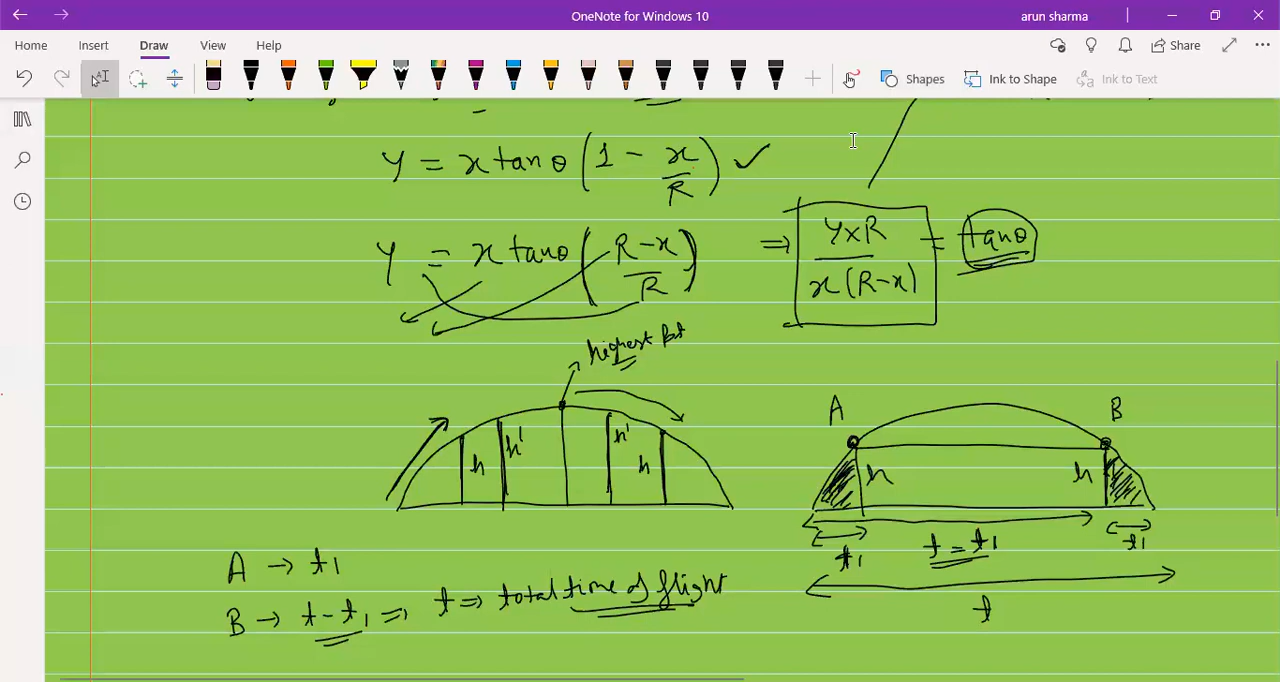 OneNote for Windows 10
arun sharma
Home Insert Draw View Help
Share
Shapes
Ink to Shape
Ink to Text
y = x tanθ (1 - x/R) ✓
y = x tanθ (R-x/R) ⇒ y×R/x(R-x) = tanθ
highest pnt
h h' h' h
A B
h h
t1 t = t1 t1
t
A → t1
B → t - t1 ⇒ t ⇒ total time of flight